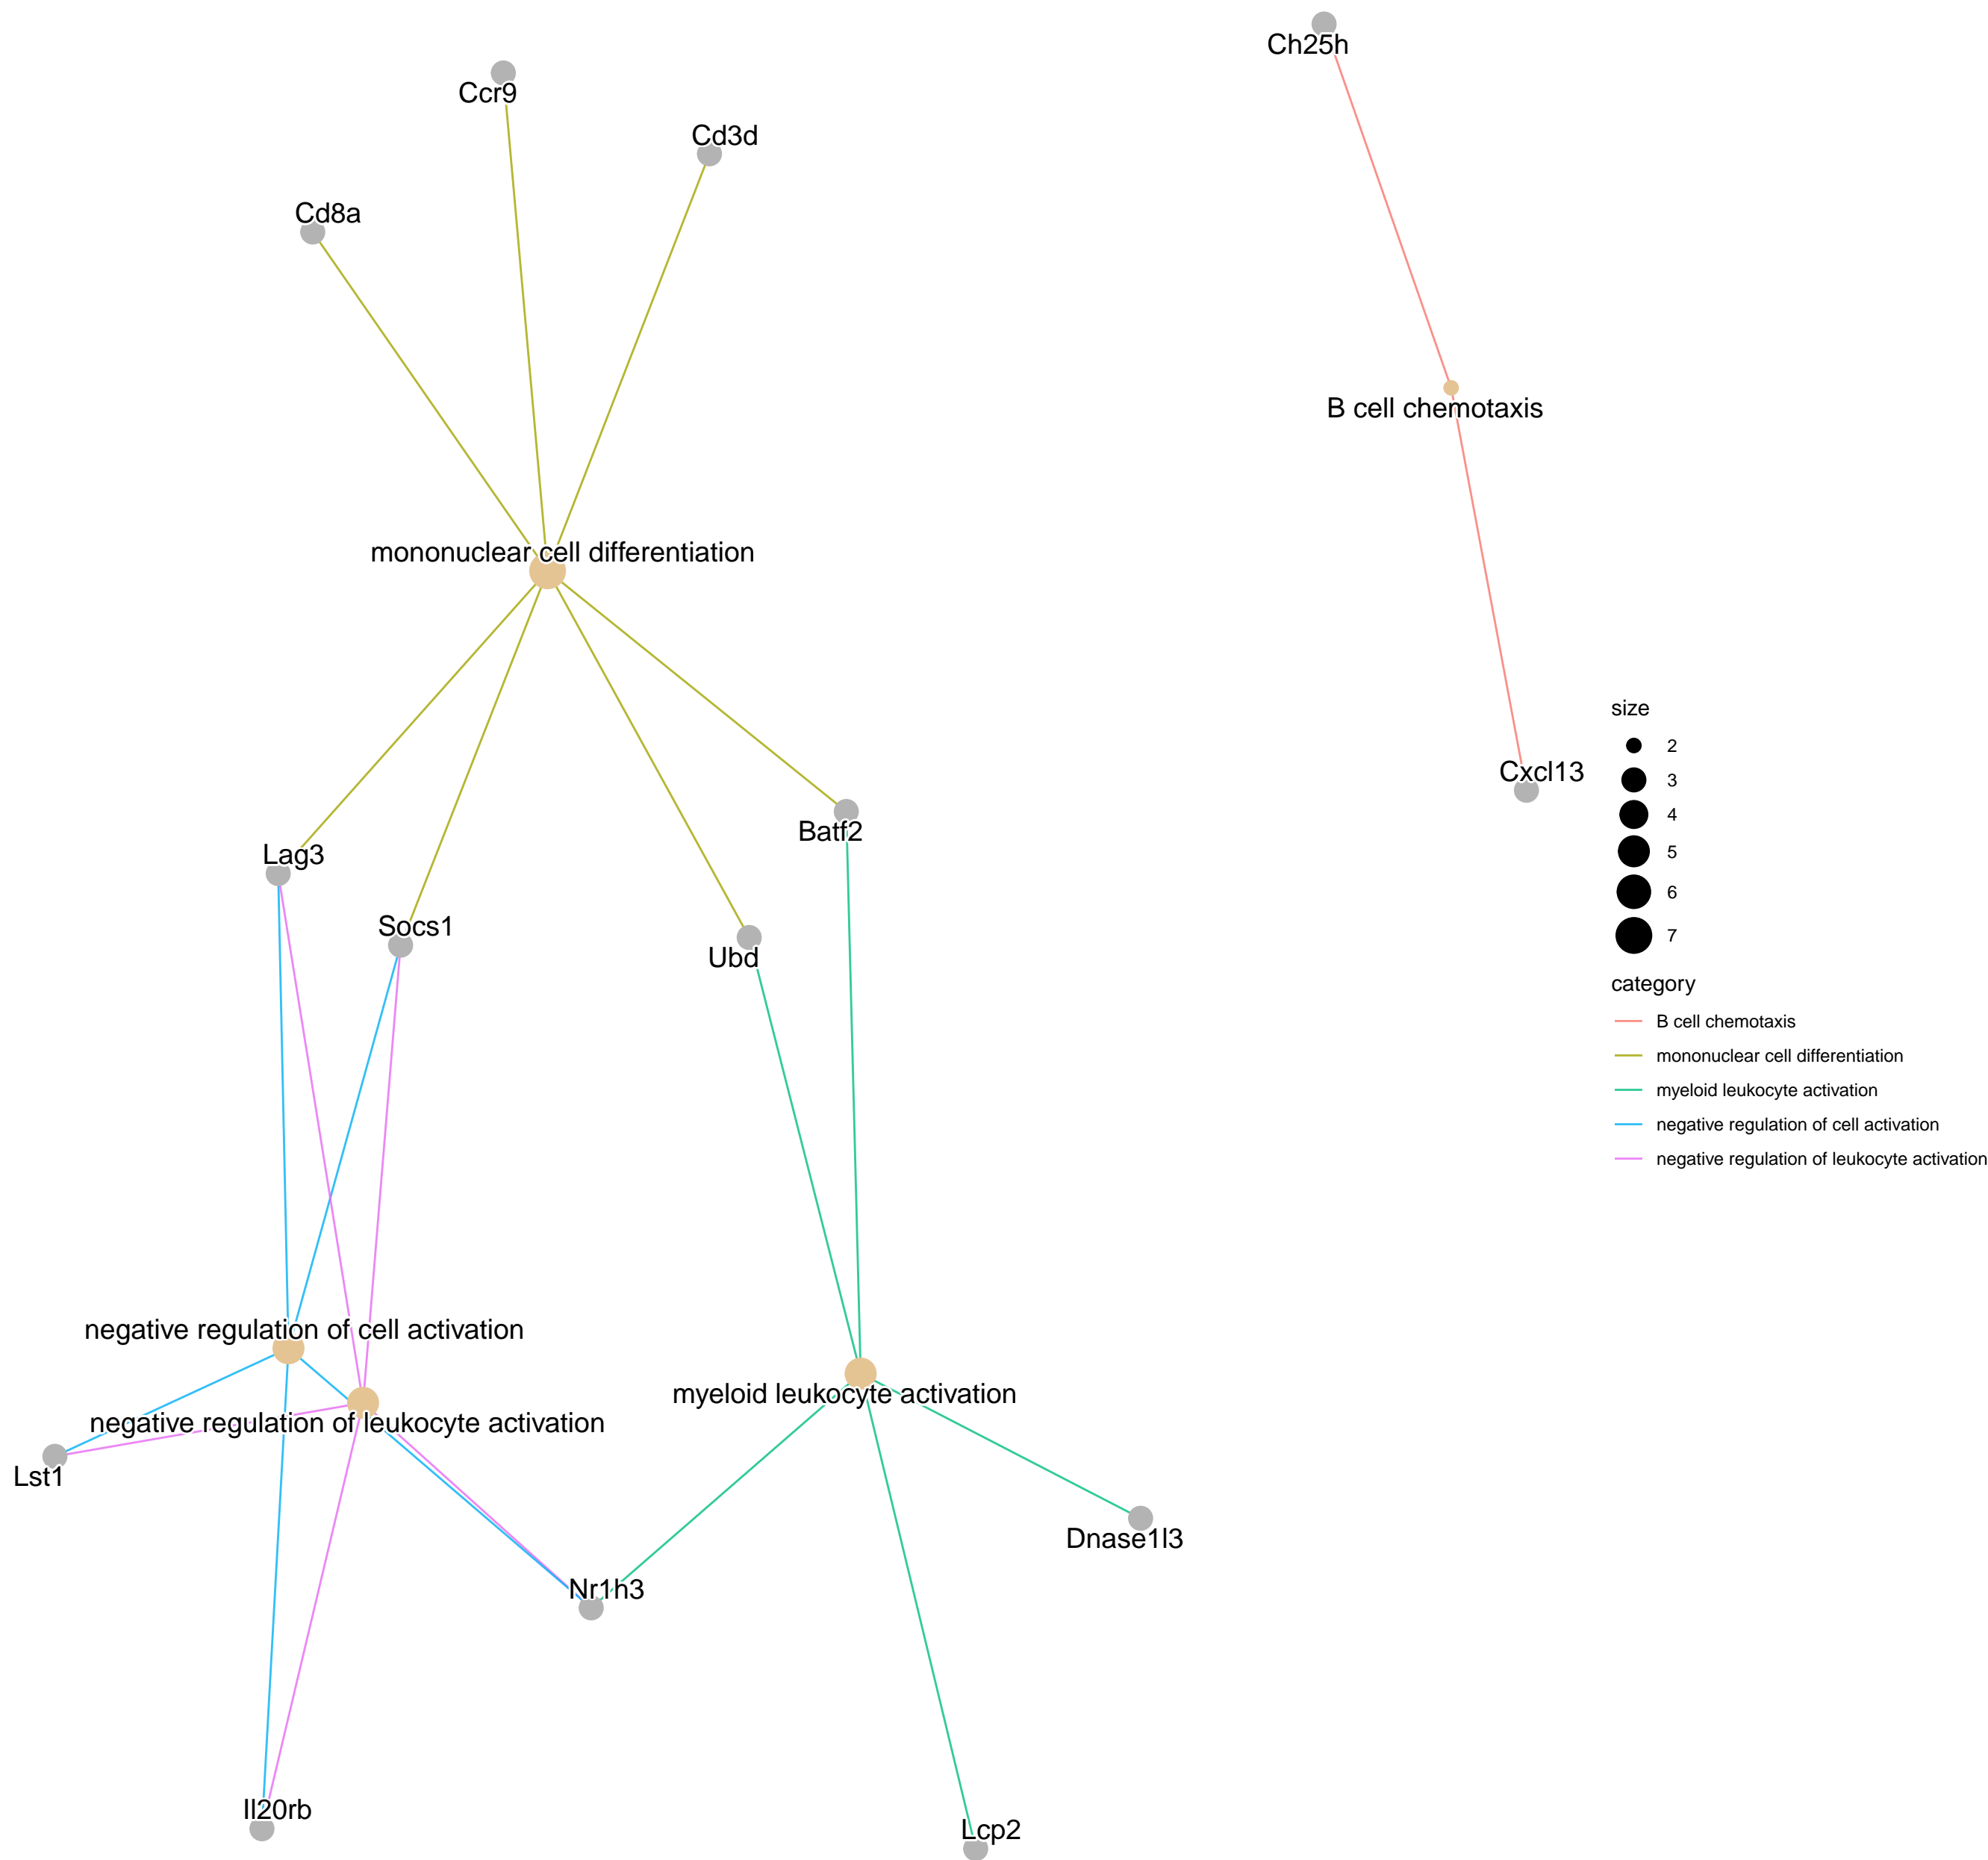 Ch25h
Ccr9
Cd3d
Cd8a
B cell chemotaxis
mononuclear cell differentiation
size
2
Cxcl13
3
4
Batf2
5
Lag3
6
Socs1
7
Ubd
category
B cell chemotaxis
mononuclear cell differentiation
myeloid leukocyte activation
negative regulation of cell activation
negative regulation of leukocyte activation
negative regulation of cell activation
myeloid leukocyte activation
negative regulation of leukocyte activation
Lst1
Dnase1l3
Nr1h3
Il20rb
Lcp2